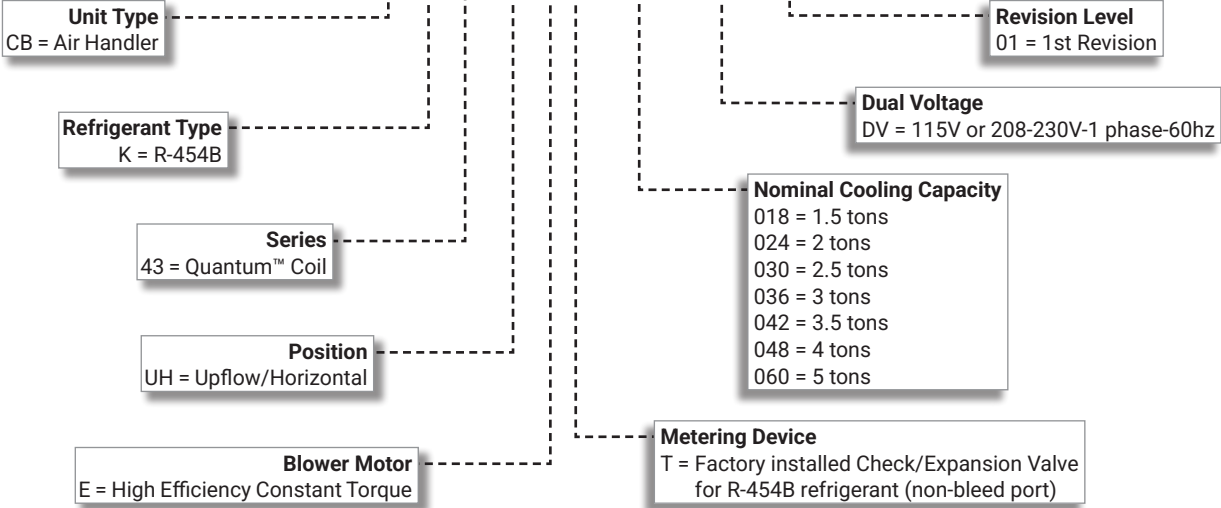 Unit Type
CB = Air Handler
Refrigerant Type
K = R-454B
Series
43 = Quantum™ Coil
Position
UH = Upflow/Horizontal
Blower Motor
E = High Efficiency Constant Torque
Revision Level
01 = 1st Revision
Dual Voltage
DV = 115V or 208-230V-1 phase-60hz
Nominal Cooling Capacity
018 = 1.5 tons
024 = 2 tons
030 = 2.5 tons
036 = 3 tons
042 = 3.5 tons
048 = 4 tons
060 = 5 tons
Metering Device
T = Factory installed Check/Expansion Valve
for R-454B refrigerant (non-bleed port)